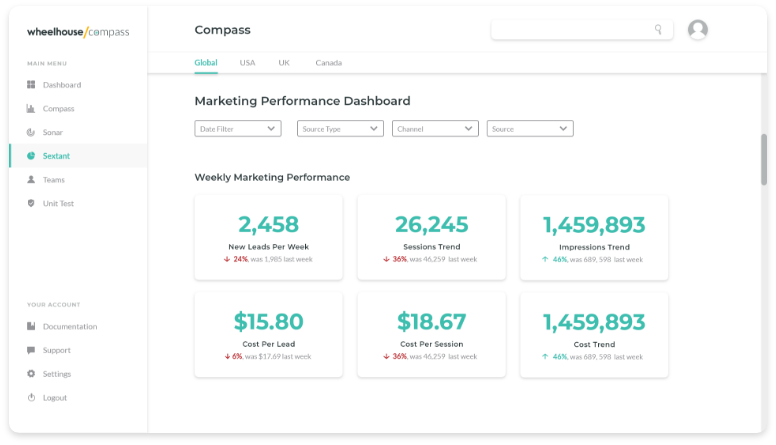 wheelhouse/compass
Compass
MAIN MENU
Dashboard
Compass
Sonar
Sextant
Teams
Unit Test
YOUR ACCOUNT
Documentation
Support
Settings
Logout
Global USA UK Canada
Marketing Performance Dashboard
Date Filter Source Type Channel Source
Weekly Marketing Performance
2,458
New Leads Per Week
↓ 24%, was 1,985 last week
26,245
Sessions Trend
↓ 36%, was 46,259 last week
1,459,893
Impressions Trend
↑ 46%, was 689, 598 last week
$15.80
Cost Per Lead
↓ 6%, was $17.69 last week
$18.67
Cost Per Session
↓ 36%, was 46,259 last week
1,459,893
Cost Trend
↑ 46%, was 689, 598 last week